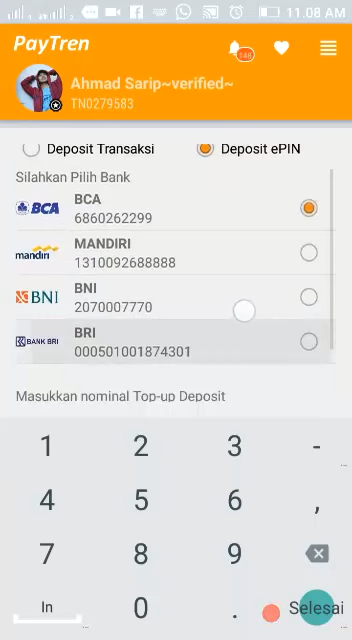 11.08 AM
PayTren
148
Ahmad Sarip~verified~
TN0279583
Deposit Transaksi
Deposit ePIN
Silahkan Pilih Bank
BCA
BCA
6860262299
mandiri
MANDIRI
1310092688888
BNI
BNI
2070007770
BANK BRI
BRI
000501001874301
Masukkan nominal Top-up Deposit
1 2 3 -
4 5 6 ,
7 8 9
In 0 . Selesai